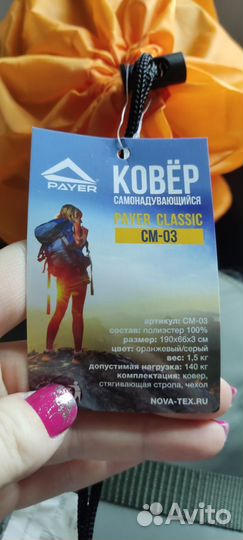 PAYER
КОВЁР
САМОНАДУВАЮЩИЙСЯ
PAYER CLASSIC
CM-03
артикул: CM-03
состав: полиэстер 100%
размер: 190x66x3 см
цвет: оранжевый/серый
вес: 1,5 кг
допустимая нагрузка: 140 кг
комплектация: ковер,
стягивающая стропа, чехол
NOVA-TEX.RU
Avito